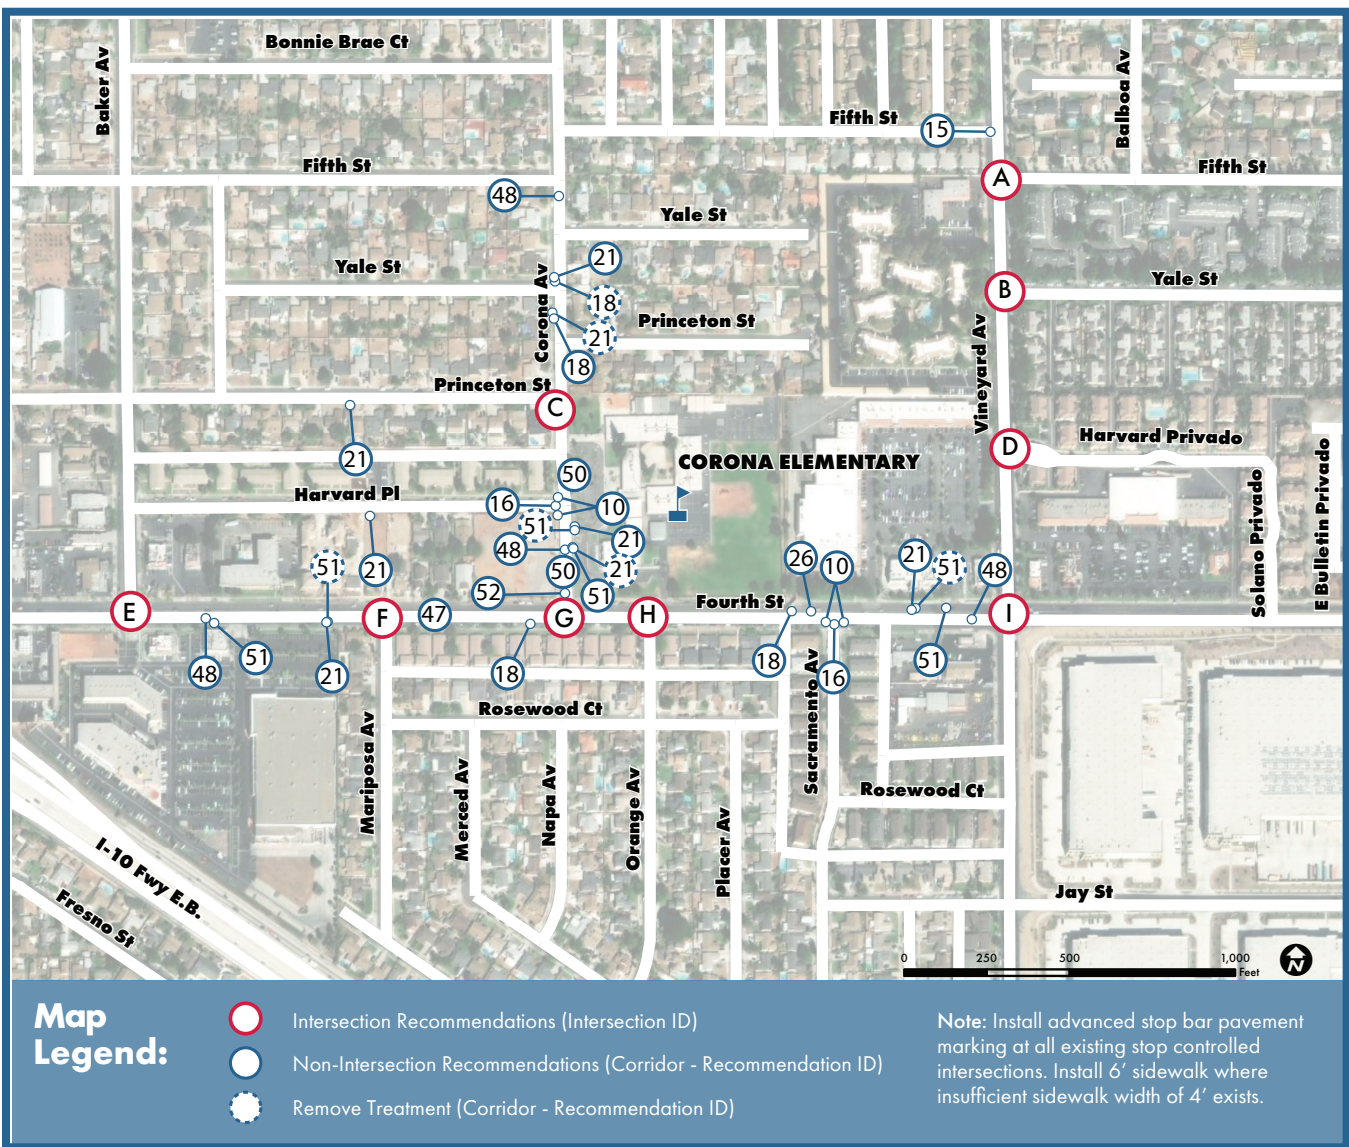 Bonnie Brae Ct
Baker Av
Balboa Av
Fifth St
15
Fifth St
Fifth St
A
48
Yale St
21
Yale St
Yale St
B
18
Corona Av
Princeton St
21
Vineyard Av
18
Princeton St
C
Harvard Privado
D
21
CORONA ELEMENTARY
50
Harvard Pl
16
10
Solano Privado
E Bulletin Privado
51
21
48
51
21
50
21
26
10
21
51
48
52
51
Fourth St
E
F
47
G
H
I
48
51
21
18
18
Sacramento Av
16
51
Rosewood Ct
Mariposa Av
Merced Av
Napa Av
Orange Av
Placer Av
Rosewood Ct
I-10 Fwy E.B.
Fresno St
Jay St
0 250 500 1,000
Feet
N
Map
Legend:
Intersection Recommendations (Intersection ID)
Non-Intersection Recommendations (Corridor - Recommendation ID)
Remove Treatment (Corridor - Recommendation ID)
Note: Install advanced stop bar pavement
marking at all existing stop controlled
intersections. Install 6’ sidewalk where
insufficient sidewalk width of 4’ exists.